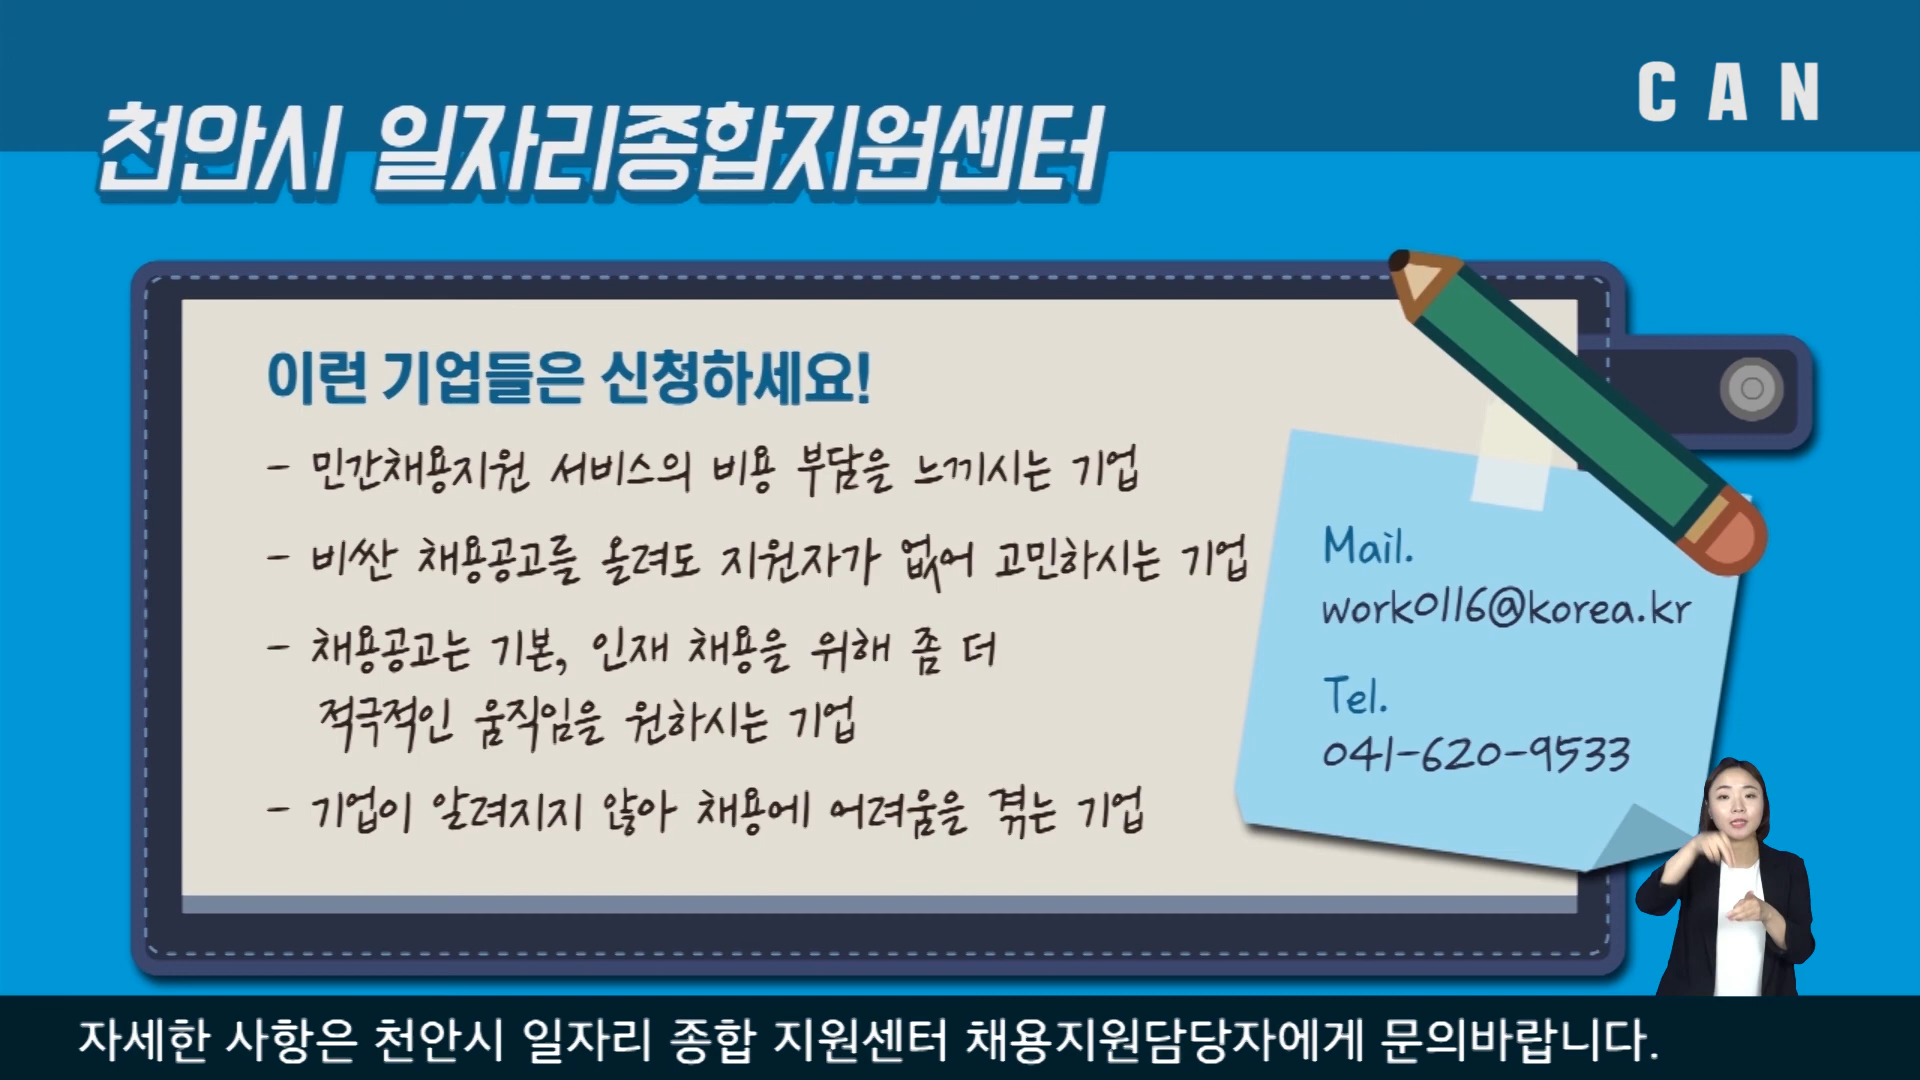 CAN
천안시 일자리종합지원센터
이런 기업들은 신청하세요!
- 민간채용지원 서비스의 비용 부담을 느끼시는 기업
- 비싼 채용공고를 올려도 지원자가 없어 고민하시는 기업
- 채용공고는 기본, 인재 채용을 위해 좀 더
적극적인 움직임을 원하시는 기업
- 기업이 알려지지 않아 채용에 어려움을 겪는 기업
Mail.
work0116@korea.kr
Tel.
041-620-9533
자세한 사항은 천안시 일자리 종합 지원센터 채용지원담당자에게 문의바랍니다.